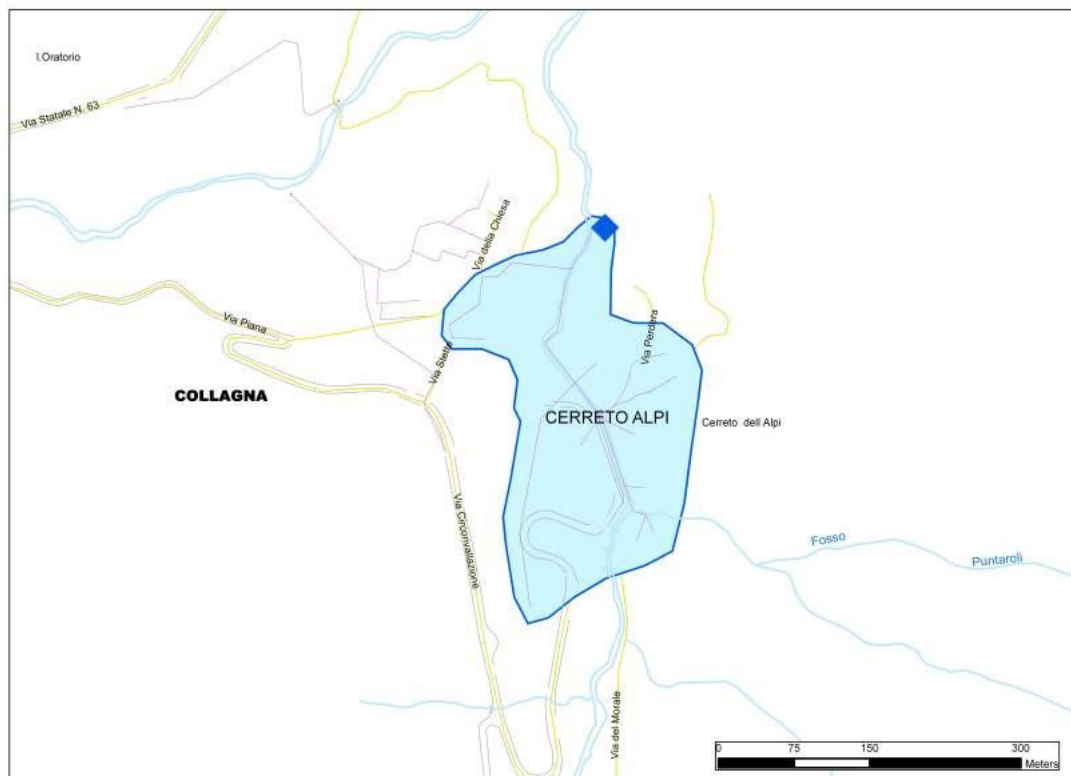 I.Oratorio
Via Statale N. 63
Via della Chiesa
Via Piana
Via Perdera
Via Stette
COLLAGNA
CERRETO ALPI
Cerreto dell Alpi
Via Circonvallazione
Fosso
Puntaroli
Via del Morale
0 75 150 300
Meters